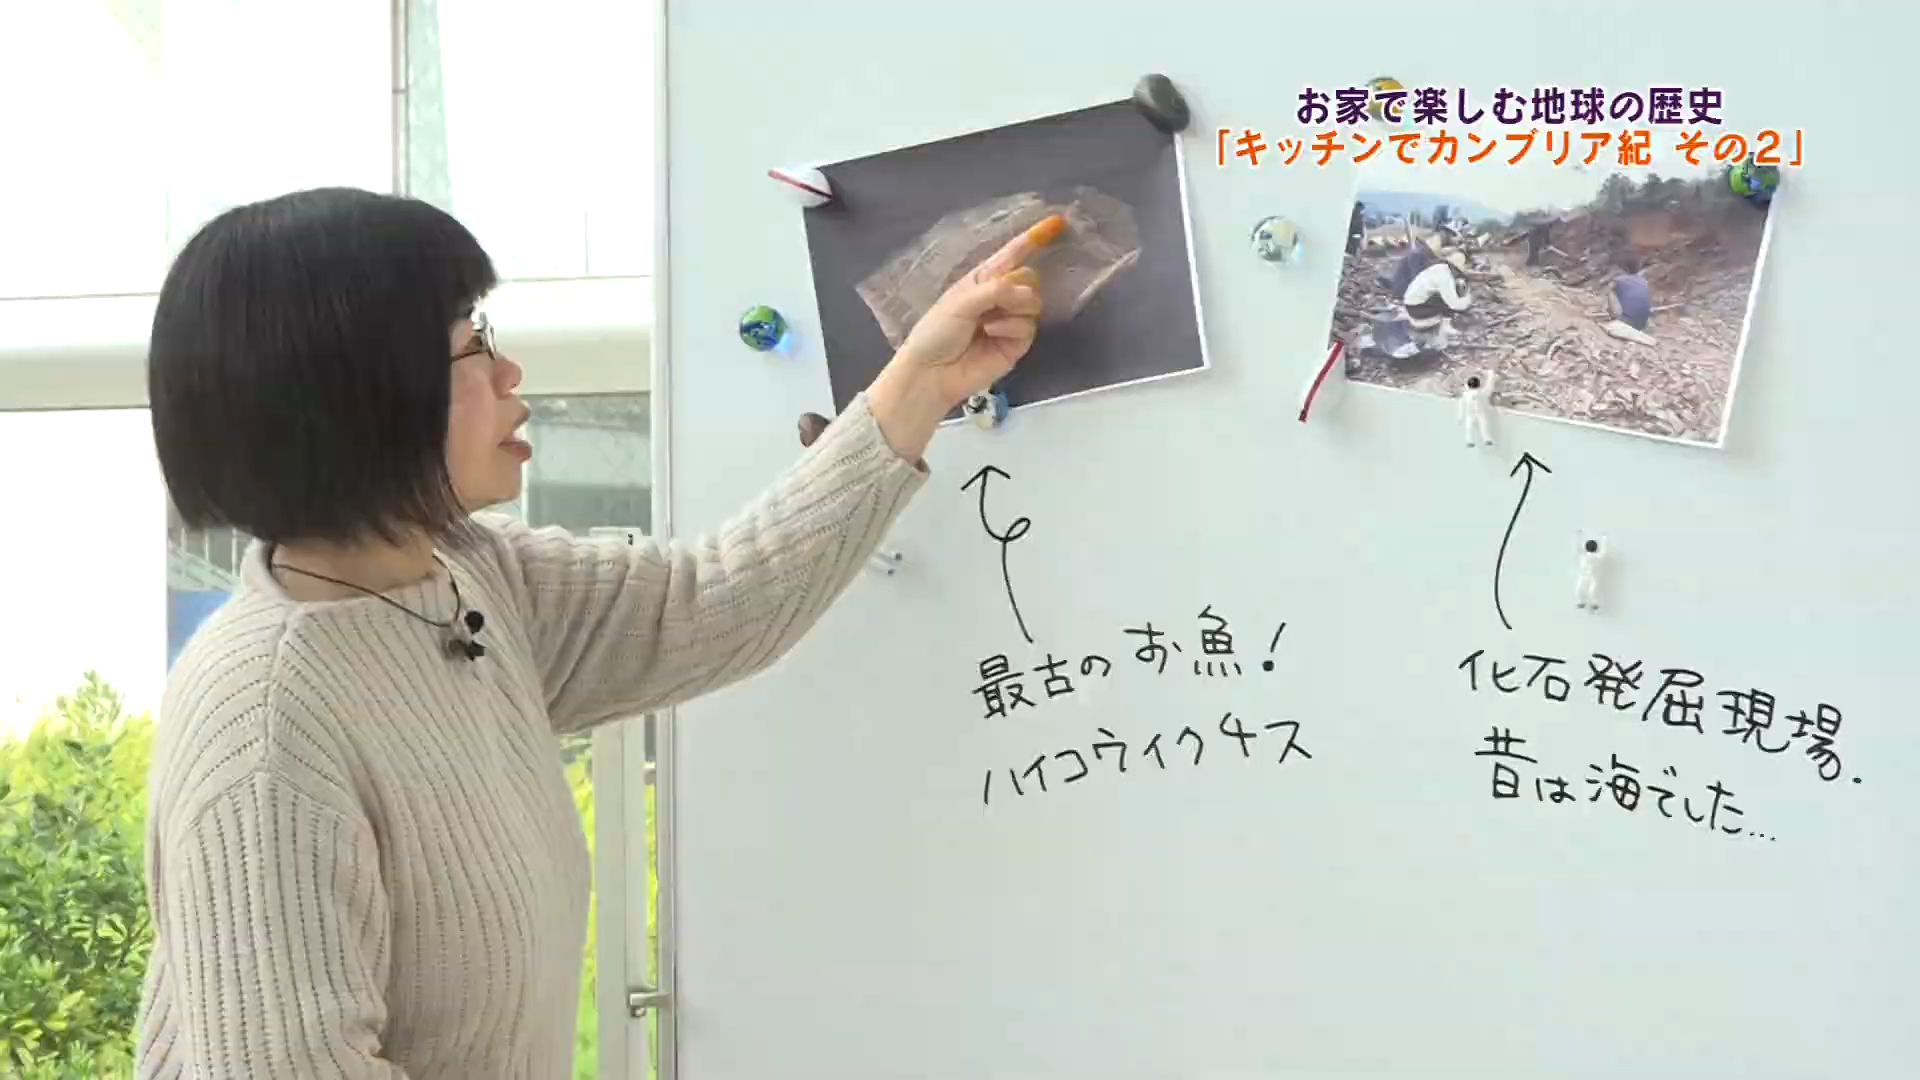 お家で楽しむ地球の歴史
「キッチンでカンブリア紀 その2」
最古のお魚!
ハイコウイクチス
化石発屈現場.
昔は海でした...